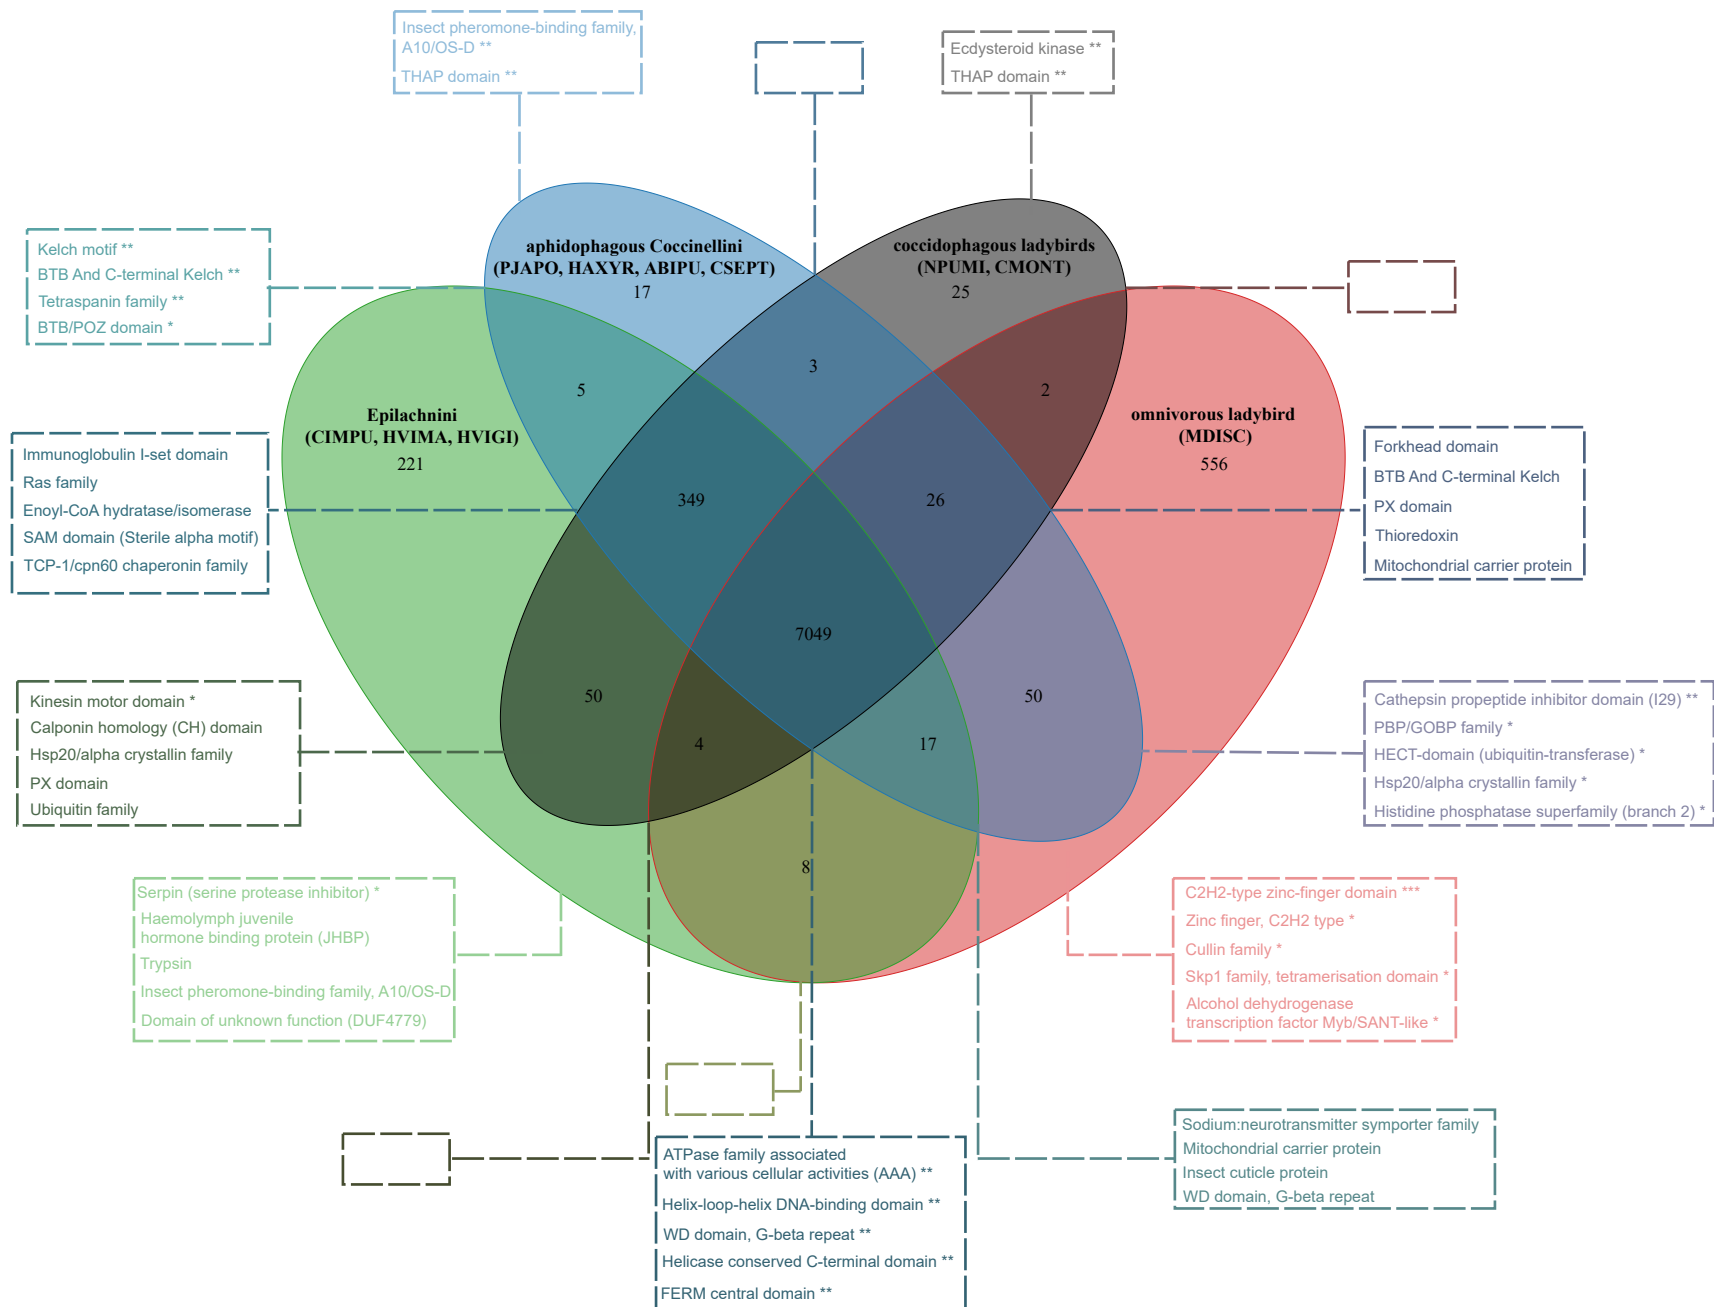 Insect pheromone-binding family,
A10/OS-D **
THAP domain **
Ecdysteroid kinase **
THAP domain **
Kelch motif **
BTB And C-terminal Kelch **
Tetraspanin family **
BTB/POZ domain *
aphidophagous Coccinellini
(PJAPO, HAXYR, ABIPU, CSEPT)
17
coccidophagous ladybirds
(NPUMI, CMONT)
25
3
5
2
Epilachnini
(CIMPU, HVIMA, HVIGI)
221
omnivorous ladybird
(MDISC)
556
Immunoglobulin I-set domain
Ras family
Enoyl-CoA hydratase/isomerase
SAM domain (Sterile alpha motif)
TCP-1/cpn60 chaperonin family
349
26
Forkhead domain
BTB And C-terminal Kelch
PX domain
Thioredoxin
Mitochondrial carrier protein
7049
Kinesin motor domain *
Calponin homology (CH) domain
Hsp20/alpha crystallin family
PX domain
Ubiquitin family
50
50
4
17
Cathepsin propeptide inhibitor domain (I29) **
PBP/GOBP family *
HECT-domain (ubiquitin-transferase) *
Hsp20/alpha crystallin family *
Histidine phosphatase superfamily (branch 2) *
8
Serpin (serine protease inhibitor) *
Haemolymph juvenile
hormone binding protein (JHBP)
Trypsin
Insect pheromone-binding family, A10/OS-D
Domain of unknown function (DUF4779)
C2H2-type zinc-finger domain ***
Zinc finger, C2H2 type *
Cullin family *
Skp1 family, tetramerisation domain *
Alcohol dehydrogenase
transcription factor Myb/SANT-like *
ATPase family associated
with various cellular activities (AAA) **
Helix-loop-helix DNA-binding domain **
WD domain, G-beta repeat **
Helicase conserved C-terminal domain **
FERM central domain **
Sodium:neurotransmitter symporter family
Mitochondrial carrier protein
Insect cuticle protein
WD domain, G-beta repeat